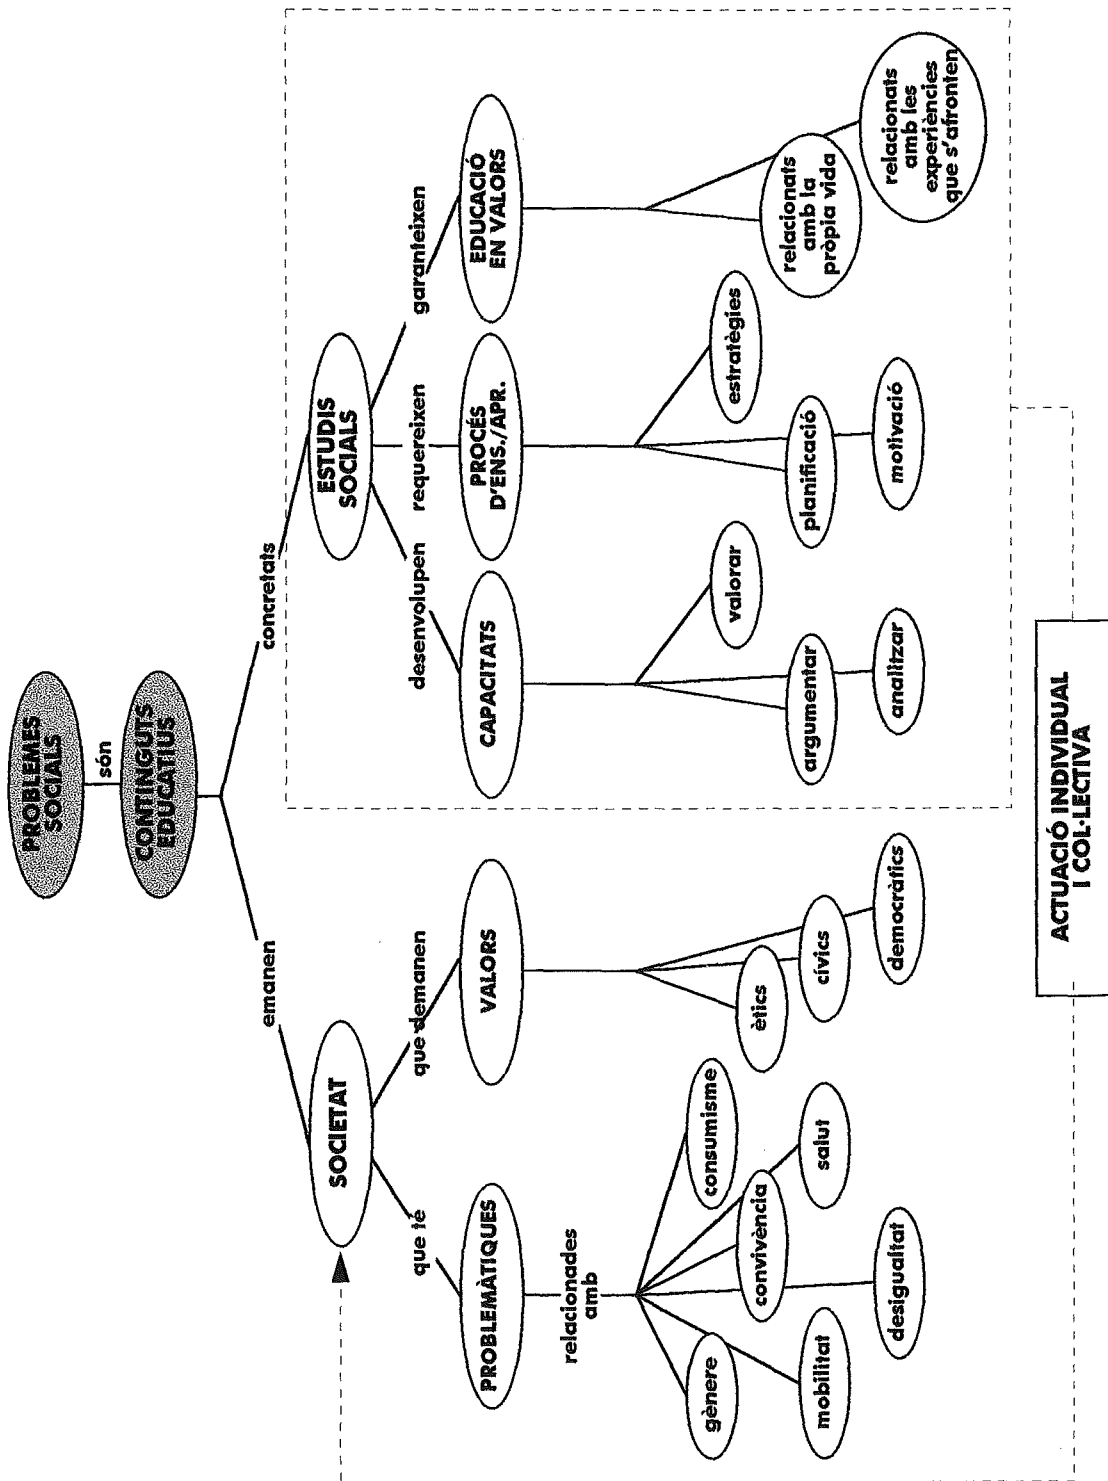 PROBLEMES
SOCIALS
són
CONTINGUTS
EDUCATIUS
emanen
concretats
SOCIETAT
ESTUDIS
SOCIALS
que té
que demanen
desenvolupen
requereixen
garanteixen
PROBLEMÀTIQUES
VALORS
CAPACITATS
PROCÉS
D'ENS./APR.
EDUCACIÓ
EN VALORS
relacionades
amb
gènere
mobilitat
desigualtat
convivència
consumisme
salut
ètics
cívics
democràtics
argumentar
analitzar
valorar
planificació
motivació
estratègies
relacionats
amb la
pròpia vida
relacionats
amb les
experiències
que s'afronten
ACTUACIÓ INDIVIDUAL
I COL·LECTIVA